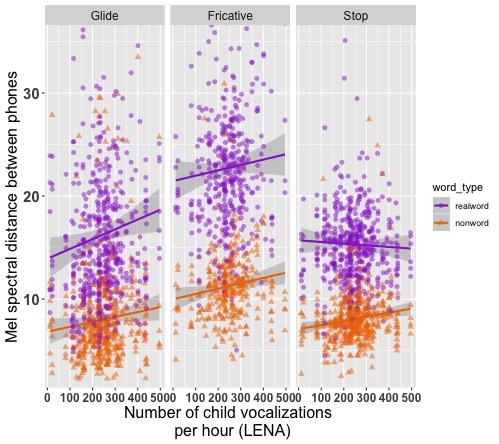 Glide Fricative Stop
Mel spectral distance between phones
30
20
10
word_type
realword
nonword
0 100 200 300 400 500 0 100 200 300 400 500 0 100 200 300 400 500
Number of child vocalizations
per hour (LENA)